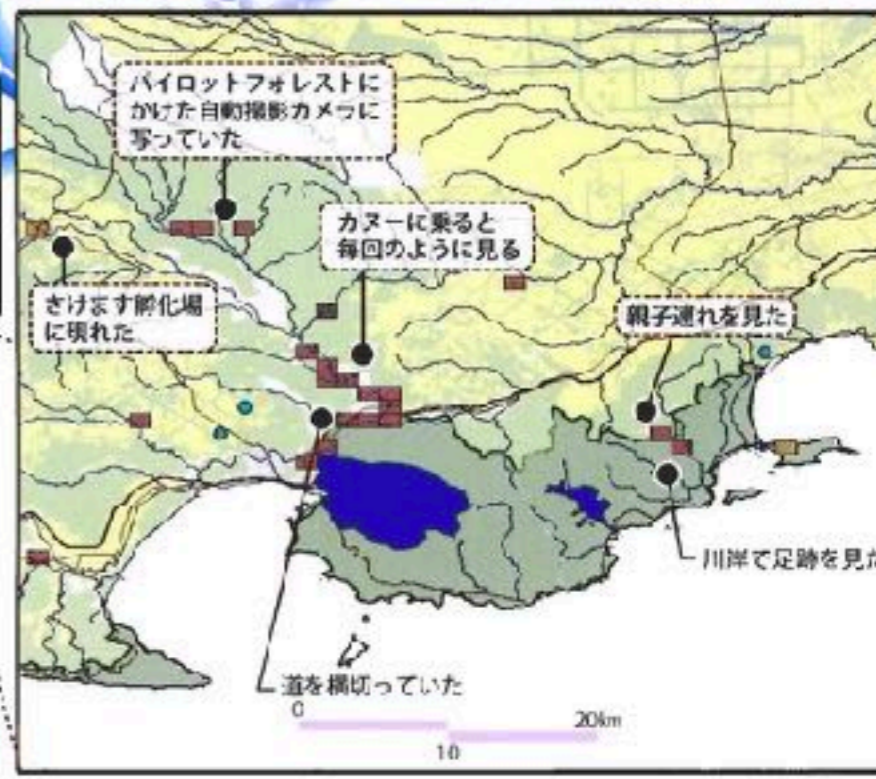 パイロットフォレストに
かけた自動撮影カメラに
写っていた
カヌーに乗ると
毎回のように見る
さけます孵化場
に現れた
親子連れを見た
川岸で足跡を見た
道を横切っていた
0
20km
10